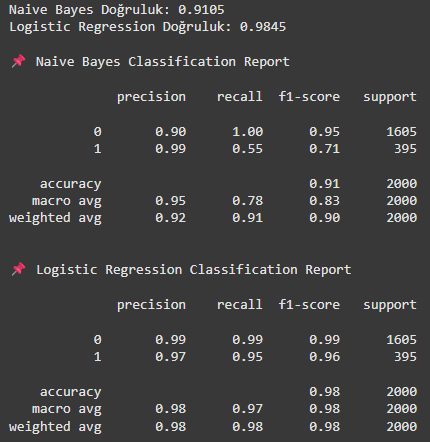 Naive Bayes Doğruluk: 0.9105
Logistic Regression Doğruluk: 0.9845
📌 Naive Bayes Classification Report
precision recall f1-score support
0 0.90 1.00 0.95 1605
1 0.99 0.55 0.71 395
accuracy 0.91 2000
macro avg 0.95 0.78 0.83 2000
weighted avg 0.92 0.91 0.90 2000
📌 Logistic Regression Classification Report
precision recall f1-score support
0 0.99 0.99 0.99 1605
1 0.97 0.95 0.96 395
accuracy 0.98 2000
macro avg 0.98 0.97 0.98 2000
weighted avg 0.98 0.98 0.98 2000